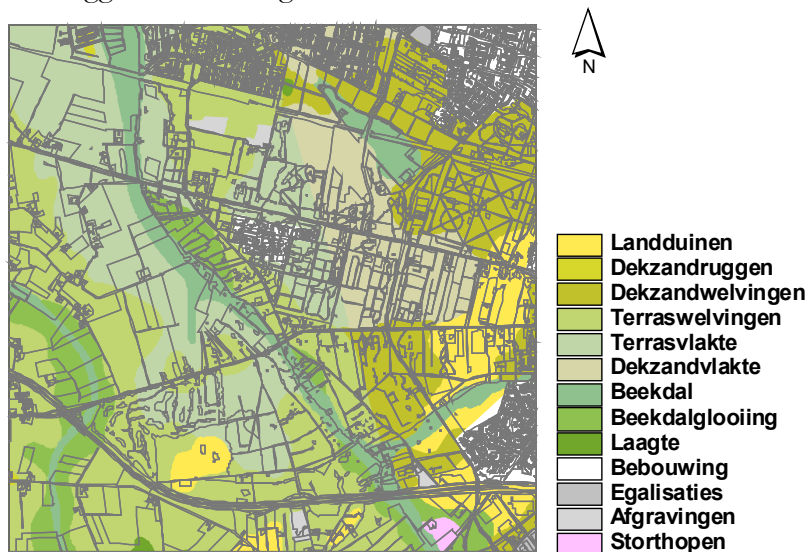 N
Landduinen
Dekzandruggen
Dekzandwelvingen
Terraswelvingen
Terrasvlakte
Dekzandvlakte
Beekdal
Beekdalglooiing
Laagte
Bebouwing
Egalisaties
Afgravingen
Storthopen